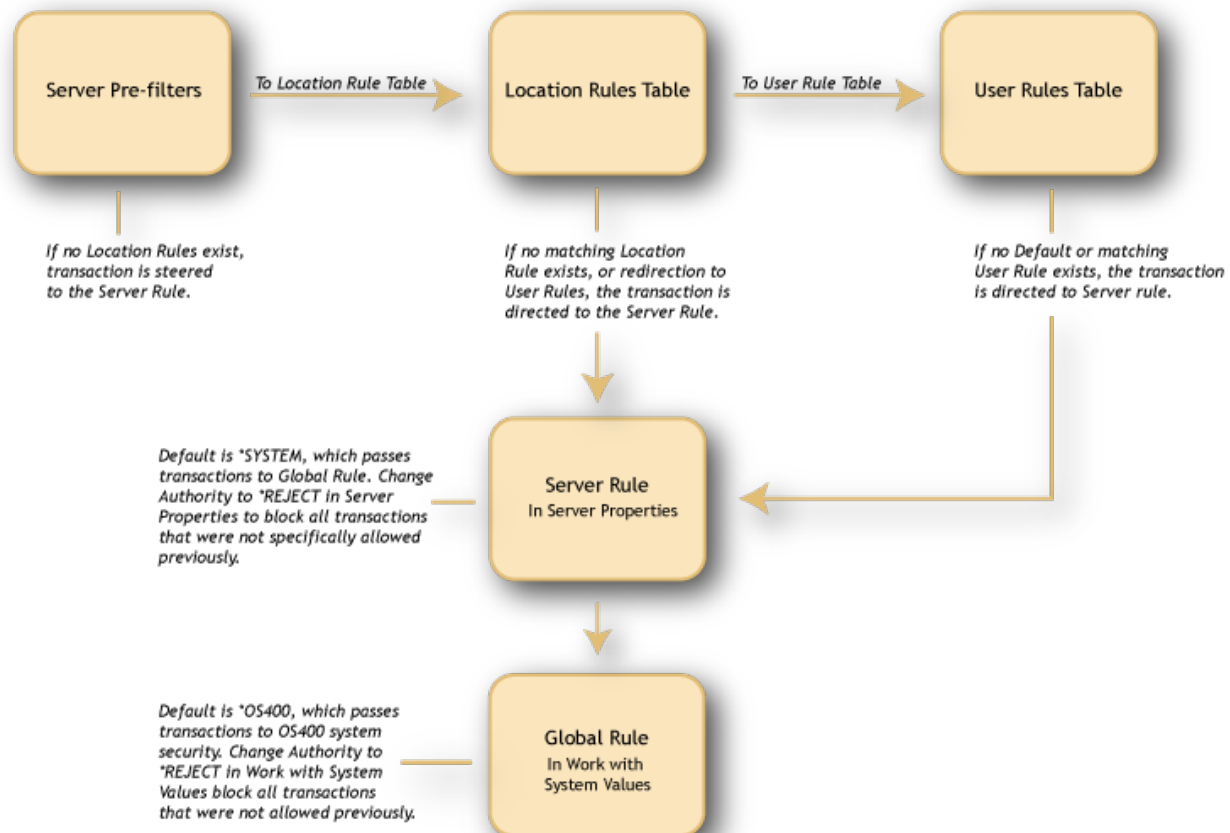 Server Pre-filters
To Location Rule Table
Location Rules Table
To User Rule Table
User Rules Table
If no Location Rules exist,
transaction is steered
to the Server Rule.
If no matching Location
Rule exists, or redirection to
User Rules, the transaction is
directed to the Server Rule.
If no Default or matching
User Rule exists, the transaction
is directed to Server rule.
Default is *SYSTEM, which passes
transactions to Global Rule. Change
Authority to *REJECT in Server
Properties to block all transactions
that were not specifically allowed
previously.
Server Rule
In Server Properties
Default is *OS400, which passes
transactions to OS400 system
security. Change Authority to
*REJECT in Work with System
Values block all transactions
that were not allowed previously.
Global Rule
In Work with
System Values